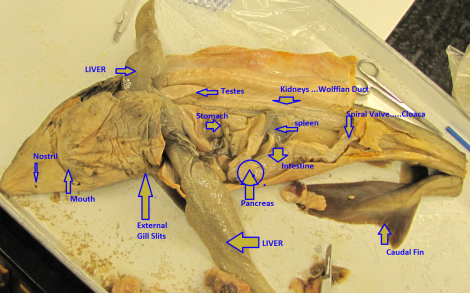 LIVER
Testes
Kidneys ...Wolffian Duct
Stomach
spleen
Spiral Valve.....Cloaca
Nostril
Mouth
External
Gill Slits
Intestine
Pancreas
LIVER
Caudal Fin